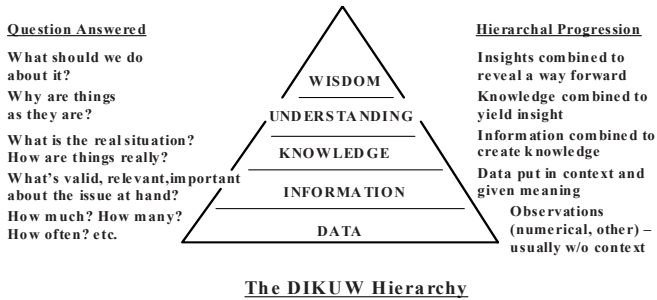 Question Answered
What should we do
about it?
Why are things
as they are?
What is the real situation?
How are things really?
What's valid, relevant,important
about the issue at hand?
How much? How many?
How often? etc.
WISDOM
UNDERSTANDING
KNOWLEDGE
INFORMATION
DATA
Hierarchal Progression
Insights combined to
reveal a way forward
Knowledge combined to
yield insight
Information combined to
create knowledge
Data put in context and
given meaning
Observations
(numerical, other) –
usually w/o context
The DIKUW Hierarchy